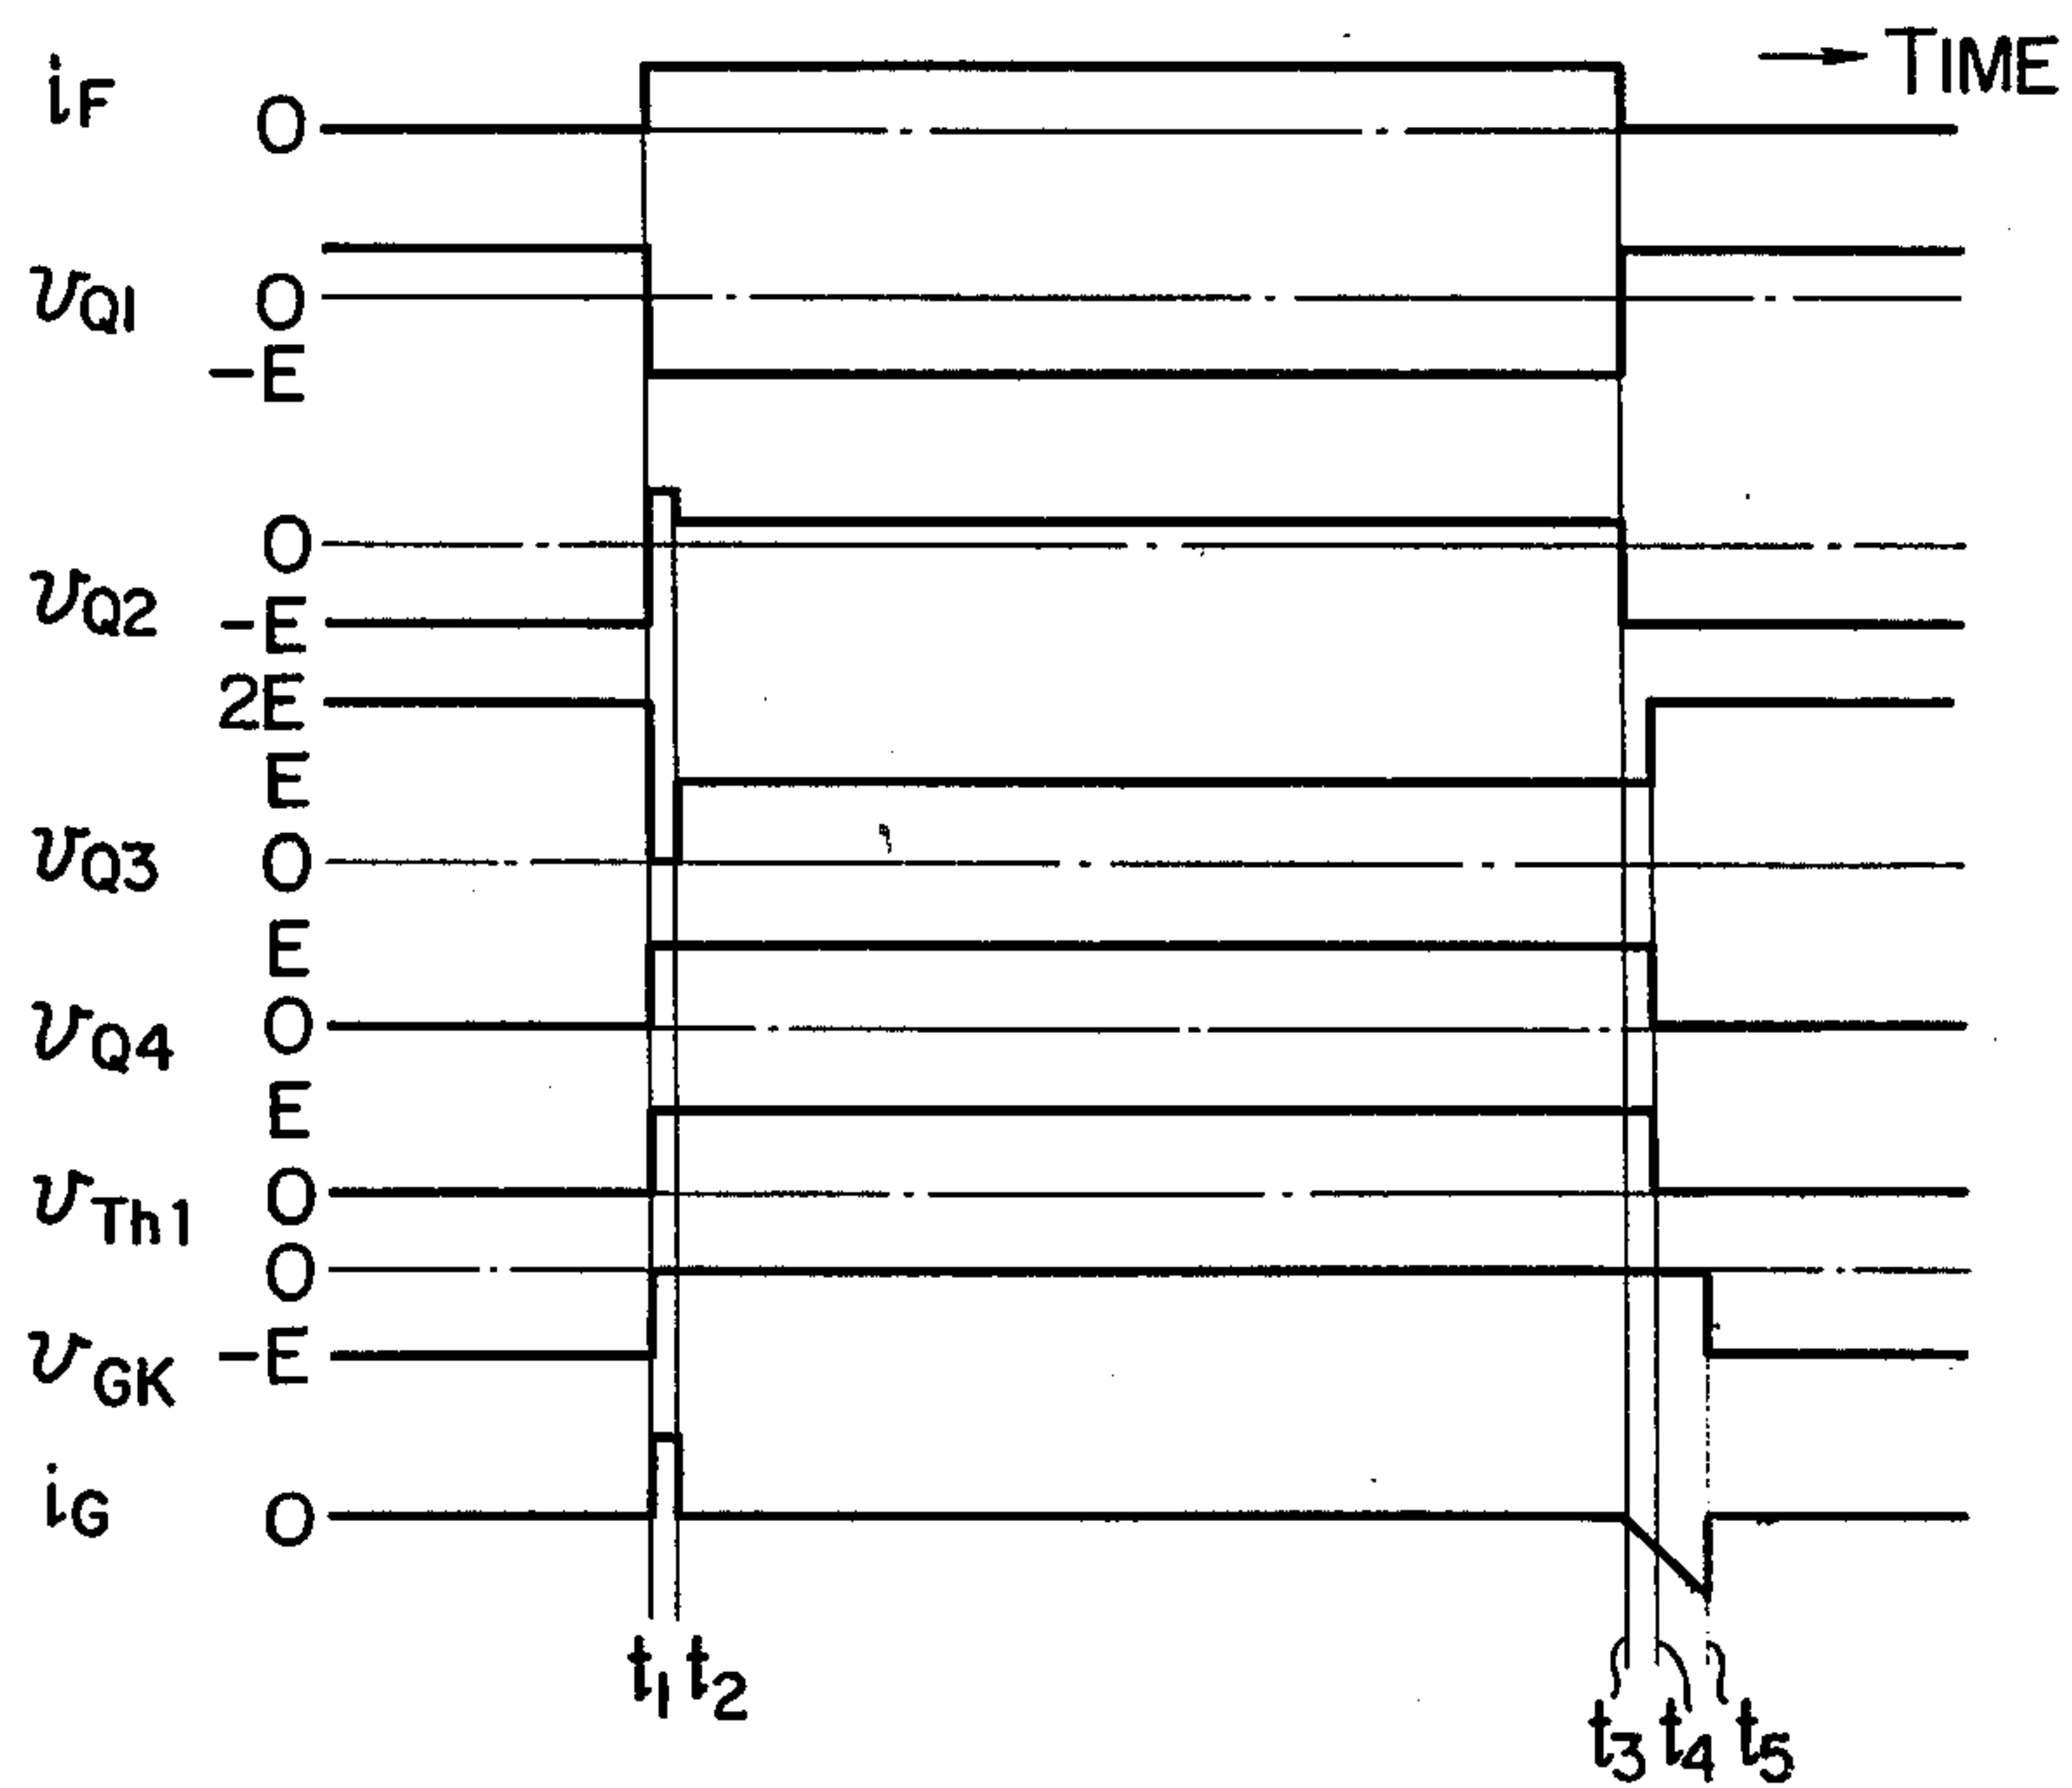 iF O → TIME
vQ1 O
-E
O
vQ2 -E
2E
E
vQ3 O
E
vQ4 O
E
vTh1 O
O
vGK -E
iG O
t1 t2
t3 t4 t5